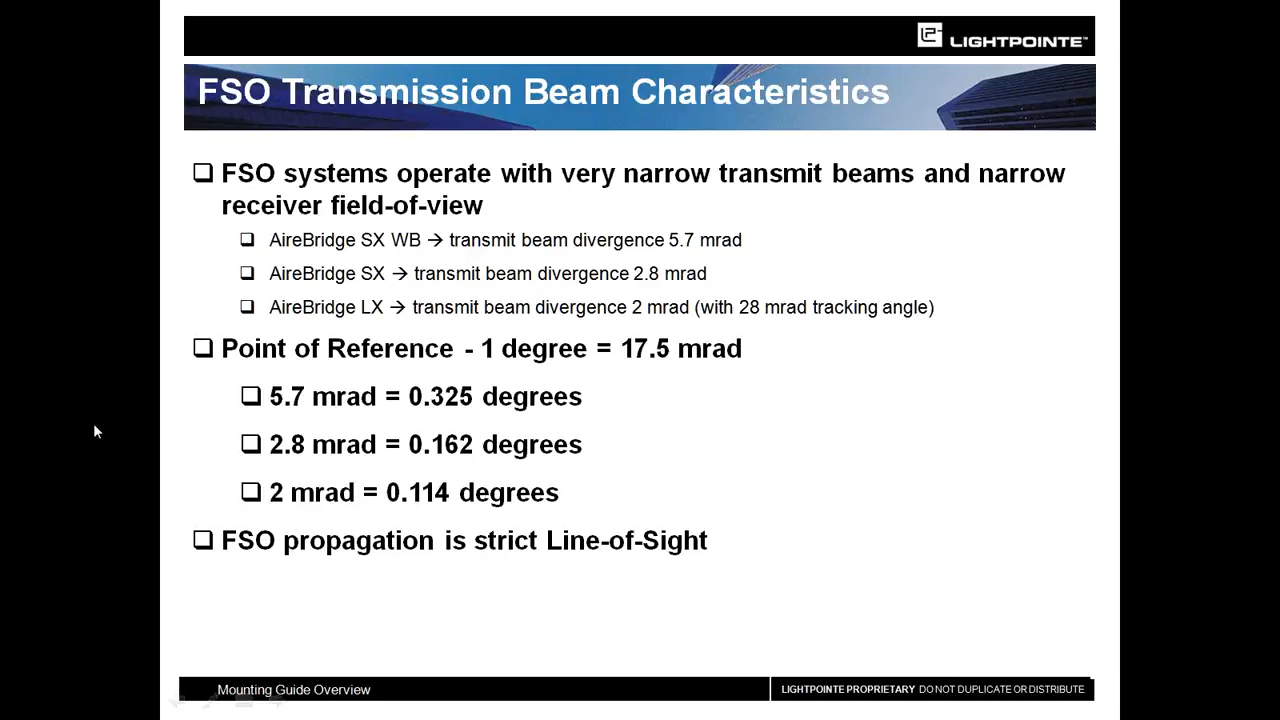 LIGHTPOINTE™
FSO Transmission Beam Characteristics
FSO systems operate with very narrow transmit beams and narrow
receiver field-of-view
AireBridge SX WB → transmit beam divergence 5.7 mrad
AireBridge SX → transmit beam divergence 2.8 mrad
AireBridge LX → transmit beam divergence 2 mrad (with 28 mrad tracking angle)
Point of Reference - 1 degree = 17.5 mrad
5.7 mrad = 0.325 degrees
2.8 mrad = 0.162 degrees
2 mrad = 0.114 degrees
FSO propagation is strict Line-of-Sight
Mounting Guide Overview
LIGHTPOINTE PROPRIETARY DO NOT DUPLICATE OR DISTRIBUTE